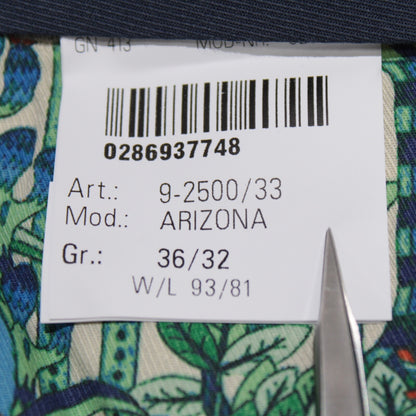 GN 413
0286937748
Art.: 9-2500/33
Mod.: ARIZONA
Gr.: 36/32
W/L 93/81